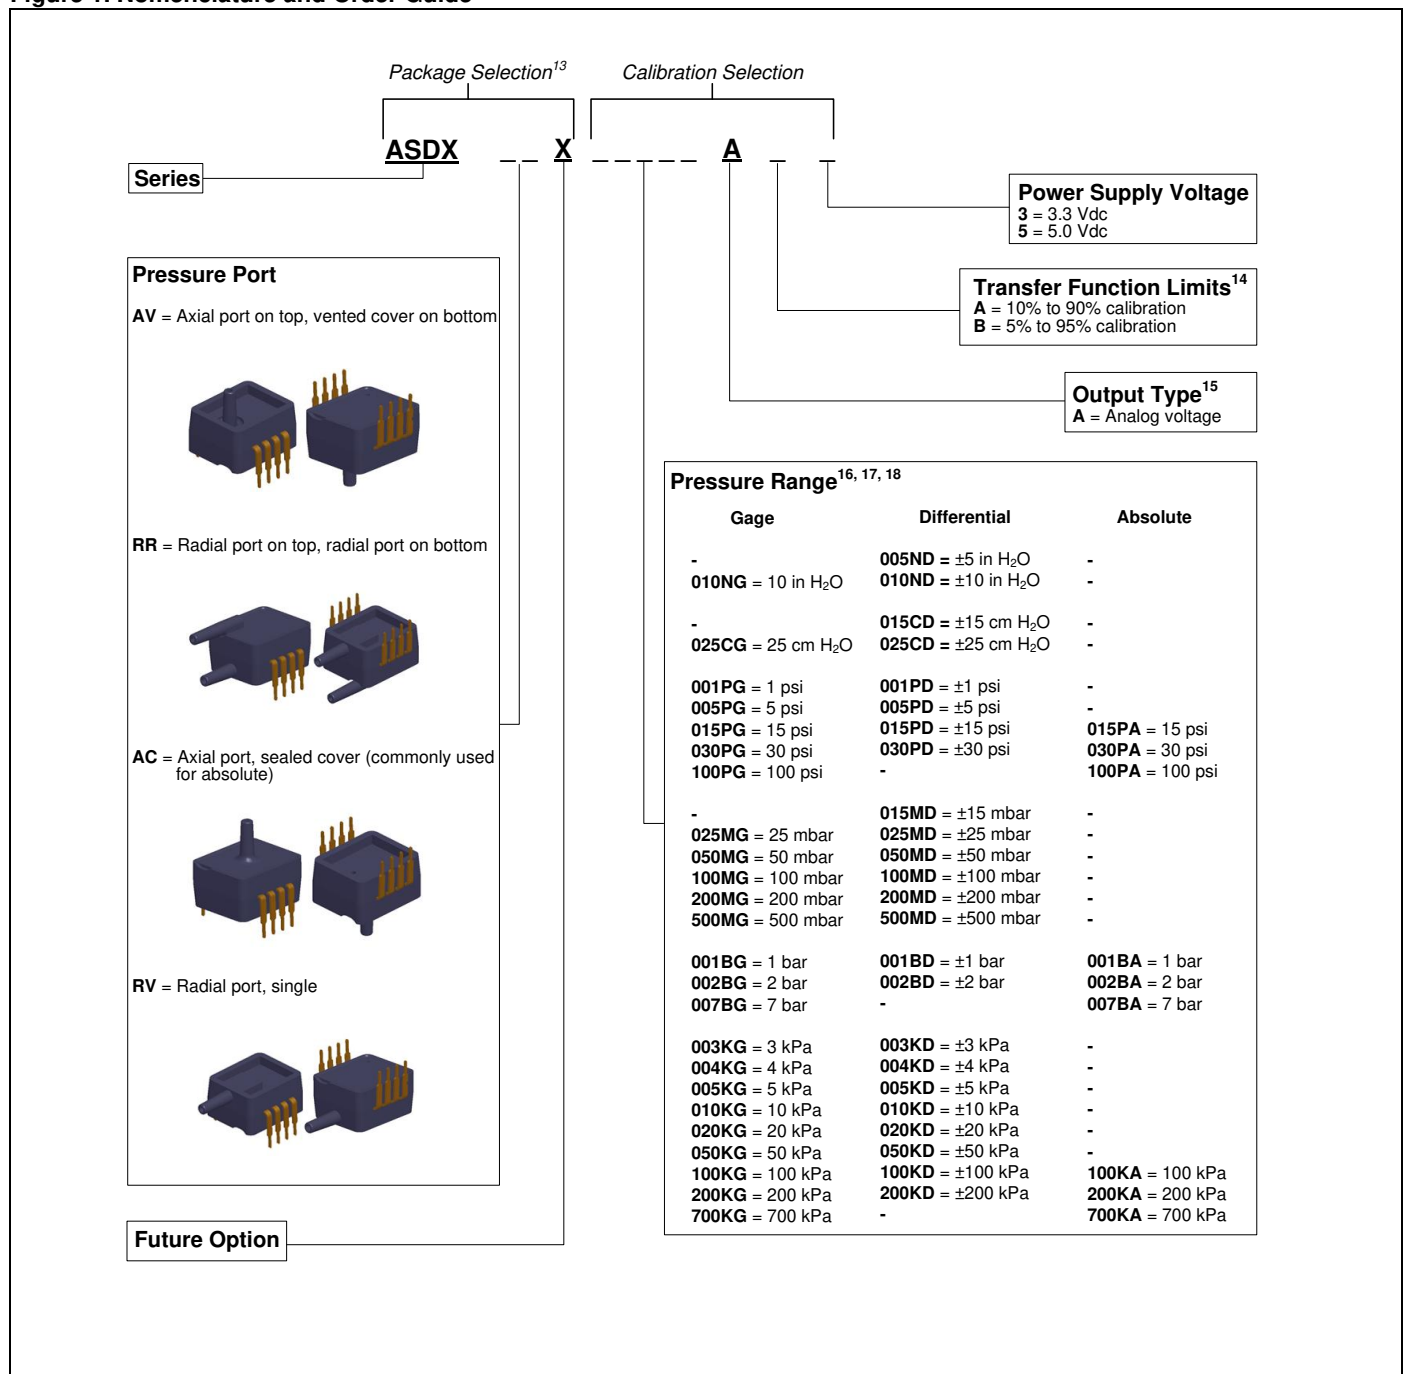 Figure 1. Nomenclature and Order Guide
Package Selection13
Calibration Selection
ASDX _ _ X _ _ _ _ _ A _ _
Series
Power Supply Voltage
3 = 3.3 Vdc
5 = 5.0 Vdc
Transfer Function Limits14
A = 10% to 90% calibration
B = 5% to 95% calibration
Output Type15
A = Analog voltage
Pressure Port
AV = Axial port on top, vented cover on bottom
RR = Radial port on top, radial port on bottom
AC = Axial port, sealed cover (commonly used
for absolute)
RV = Radial port, single
Future Option
Pressure Range16, 17, 18
Gage Differential Absolute
- 005ND = ±5 in H2O -
010NG = 10 in H2O 010ND = ±10 in H2O -
- 015CD = ±15 cm H2O -
025CG = 25 cm H2O 025CD = ±25 cm H2O -
001PG = 1 psi 001PD = ±1 psi -
005PG = 5 psi 005PD = ±5 psi -
015PG = 15 psi 015PD = ±15 psi 015PA = 15 psi
030PG = 30 psi 030PD = ±30 psi 030PA = 30 psi
100PG = 100 psi - 100PA = 100 psi
- 015MD = ±15 mbar -
025MG = 25 mbar 025MD = ±25 mbar -
050MG = 50 mbar 050MD = ±50 mbar -
100MG = 100 mbar 100MD = ±100 mbar -
200MG = 200 mbar 200MD = ±200 mbar -
500MG = 500 mbar 500MD = ±500 mbar -
001BG = 1 bar 001BD = ±1 bar 001BA = 1 bar
002BG = 2 bar 002BD = ±2 bar 002BA = 2 bar
007BG = 7 bar - 007BA = 7 bar
003KG = 3 kPa 003KD = ±3 kPa -
004KG = 4 kPa 004KD = ±4 kPa -
005KG = 5 kPa 005KD = ±5 kPa -
010KG = 10 kPa 010KD = ±10 kPa -
020KG = 20 kPa 020KD = ±20 kPa -
050KG = 50 kPa 050KD = ±50 kPa -
100KG = 100 kPa 100KD = ±100 kPa 100KA = 100 kPa
200KG = 200 kPa 200KD = ±200 kPa 200KA = 200 kPa
700KG = 700 kPa - 700KA = 700 kPa